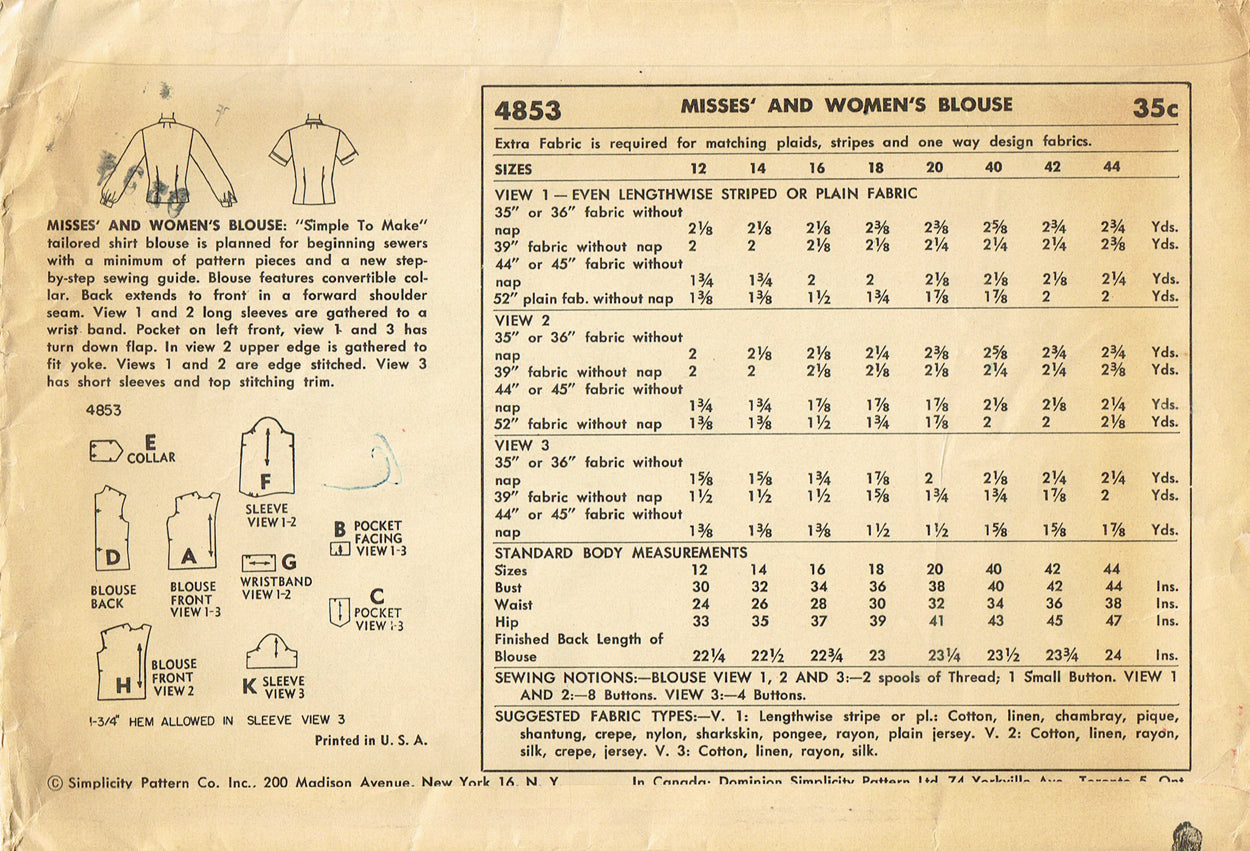 MISSES' AND WOMEN'S BLOUSE: "Simple To Make"
tailored shirt blouse is planned for beginning sewers
with a minimum of pattern pieces and a new step-
by-step sewing guide. Blouse features convertible col-
lar. Back extends to front in a forward shoulder
seam. View 1 and 2 long sleeves are gathered to a
wrist band. Pocket on left front, view 1 and 3 has
turn down flap. In view 2 upper edge is gathered to
fit yoke. Views 1 and 2 are edge stitched. View 3
has short sleeves and top stitching trim.
4853
E
COLLAR
F
SLEEVE
VIEW 1-2
D
BLOUSE
BACK
A
BLOUSE
FRONT
VIEW 1-3
G
WRISTBAND
VIEW 1-2
B POCKET
FACING
VIEW 1-3
C
POCKET
VIEW 1-3
H
BLOUSE
FRONT
VIEW 2
K SLEEVE
VIEW 3
1-3/4" HEM ALLOWED IN SLEEVE VIEW 3
Printed in U. S. A.
4853 MISSES' AND WOMEN'S BLOUSE 35c
Extra Fabric is required for matching plaids, stripes and one way design fabrics.
SIZES 12 14 16 18 20 40 42 44
VIEW 1 — EVEN LENGTHWISE STRIPED OR PLAIN FABRIC
35" or 36" fabric without
nap 2⅛ 2⅛ 2⅛ 2⅜ 2⅜ 2⅝ 2¾ 2¾ Yds.
39" fabric without nap 2 2 2⅛ 2⅛ 2¼ 2¼ 2¼ 2⅜ Yds.
44" or 45" fabric without
nap 1¾ 1¾ 2 2 2⅛ 2⅛ 2⅛ 2¼ Yds.
52" plain fab. without nap 1⅜ 1⅜ 1½ 1¾ 1⅞ 1⅞ 2 2 Yds.
VIEW 2
35" or 36" fabric without
nap 2 2⅛ 2⅛ 2¼ 2⅜ 2⅝ 2¾ 2¾ Yds.
39" fabric without nap 2 2 2⅛ 2⅛ 2⅛ 2¼ 2¼ 2⅜ Yds.
44" or 45" fabric without
nap 1¾ 1¾ 1⅞ 1⅞ 1⅞ 2⅛ 2⅛ 2¼ Yds.
52" fabric without nap 1⅜ 1⅜ 1½ 1¾ 1⅞ 2 2 2⅛ Yds.
VIEW 3
35" or 36" fabric without
nap 1⅝ 1⅝ 1¾ 1⅞ 2 2⅛ 2¼ 2¼ Yds.
39" fabric without nap 1½ 1½ 1½ 1⅝ 1¾ 1¾ 1⅞ 2 Yds.
44" or 45" fabric without
nap 1⅜ 1⅜ 1⅜ 1½ 1½ 1⅝ 1⅝ 1⅞ Yds.
STANDARD BODY MEASUREMENTS
Sizes 12 14 16 18 20 40 42 44
Bust 30 32 34 36 38 40 42 44 Ins.
Waist 24 26 28 30 32 34 36 38 Ins.
Hip 33 35 37 39 41 43 45 47 Ins.
Finished Back Length of
Blouse 22¼ 22½ 22¾ 23 23¼ 23½ 23¾ 24 Ins.
SEWING NOTIONS:—BLOUSE VIEW 1, 2 AND 3:—2 spools of Thread; 1 Small Button. VIEW 1
AND 2:—8 Buttons. VIEW 3:—4 Buttons.
SUGGESTED FABRIC TYPES:—V. 1: Lengthwise stripe or pl.: Cotton, linen, chambray, pique,
shantung, crepe, nylon, sharkskin, pongee, rayon, plain jersey. V. 2: Cotton, linen, rayon,
silk, crepe, jersey. V. 3: Cotton, linen, rayon, silk.
© Simplicity Pattern Co. Inc., 200 Madison Avenue, New York 16, N. Y. In Canada: Dominion Simplicity Pattern Ltd. 74 Yorkville Ave. Toronto 5, Ont.